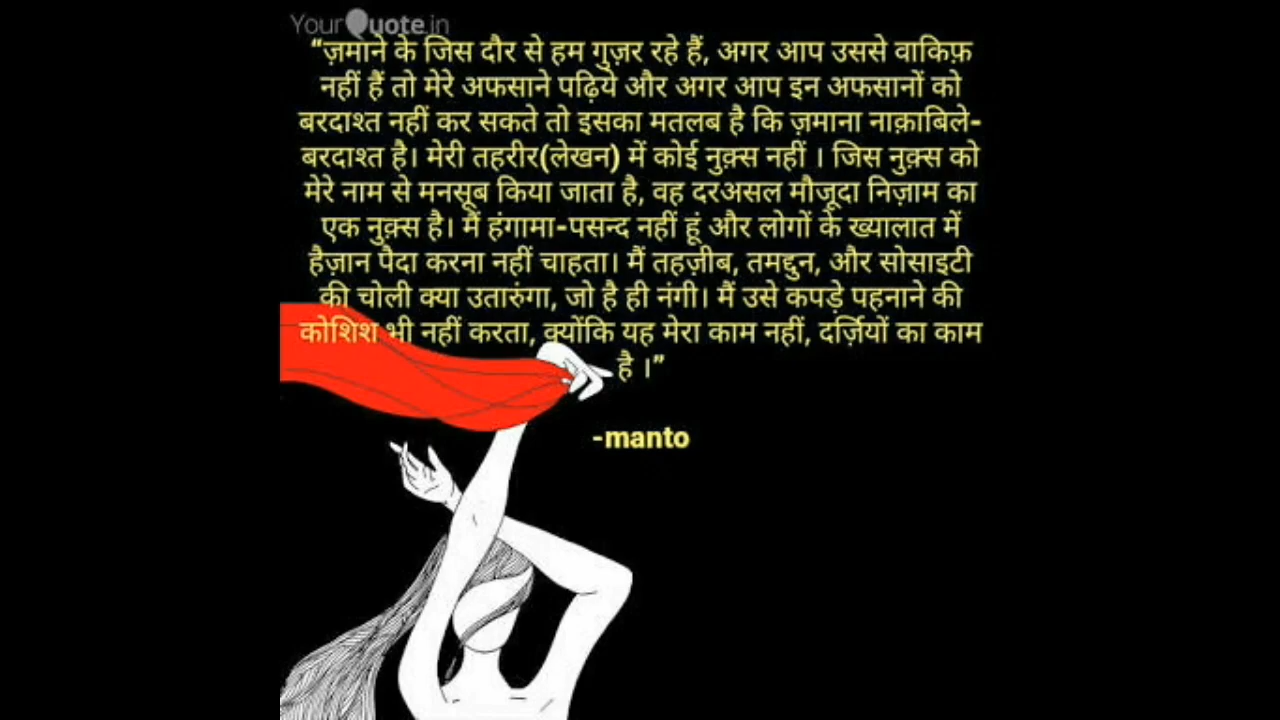 YourQuote.in
“ज़माने के जिस दौर से हम गुज़र रहे हैं, अगर आप उससे वाकिफ़
नहीं हैं तो मेरे अफसाने पढ़िये और अगर आप इन अफसानों को
बरदाश्त नहीं कर सकते तो इसका मतलब है कि ज़माना नाक़ाबिले-
बरदाश्त है। मेरी तहरीर(लेखन) में कोई नुक़्स नहीं । जिस नुक़्स को
मेरे नाम से मनसूब किया जाता है, वह दरअसल मौजूदा निज़ाम का
एक नुक़्स है। मैं हंगामा-पसन्द नहीं हूं और लोगों के ख्यालात में
हैज़ान पैदा करना नहीं चाहता। मैं तहज़ीब, तमद्दुन, और सोसाइटी
की चोली क्या उतारुंगा, जो है ही नंगी। मैं उसे कपड़े पहनाने की
कोशिश भी नहीं करता, क्योंकि यह मेरा काम नहीं, दर्ज़ियों का काम
है ।”
-manto